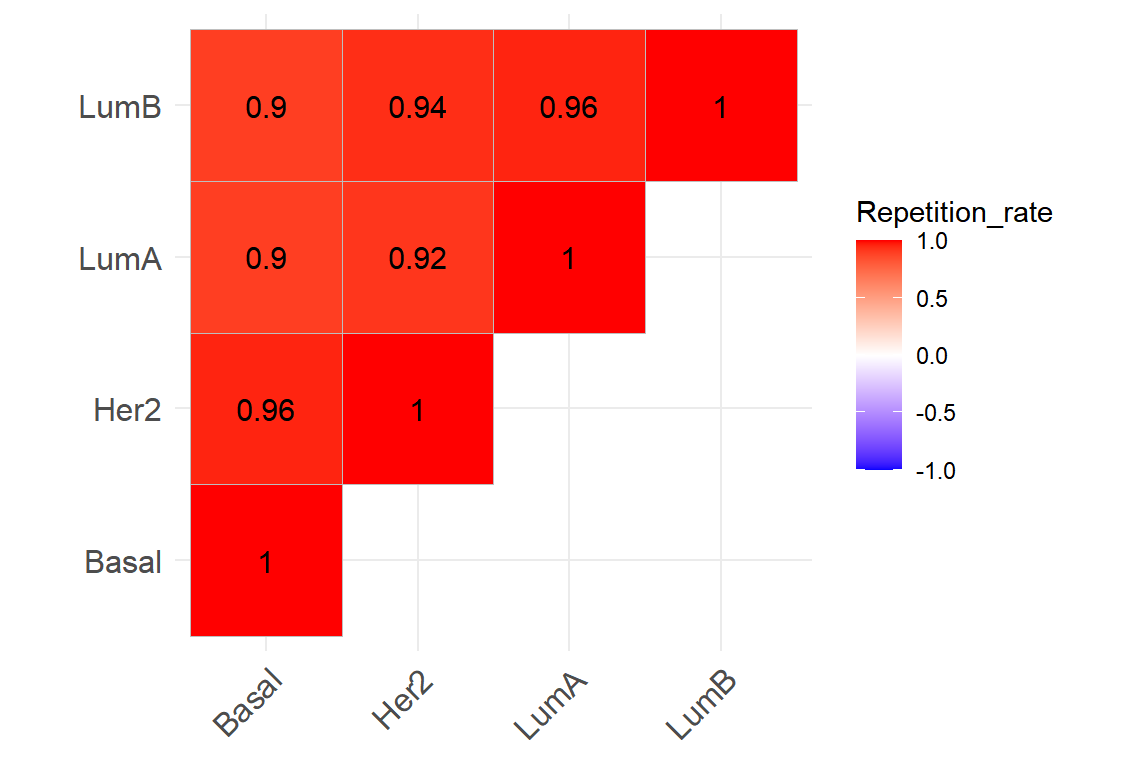 LumB 0.9 0.94 0.96 1
LumA 0.9 0.92 1
Her2 0.96 1
Basal 1
Basal Her2 LumA LumB
Repetition_rate
1.0
0.5
0.0
-0.5
-1.0